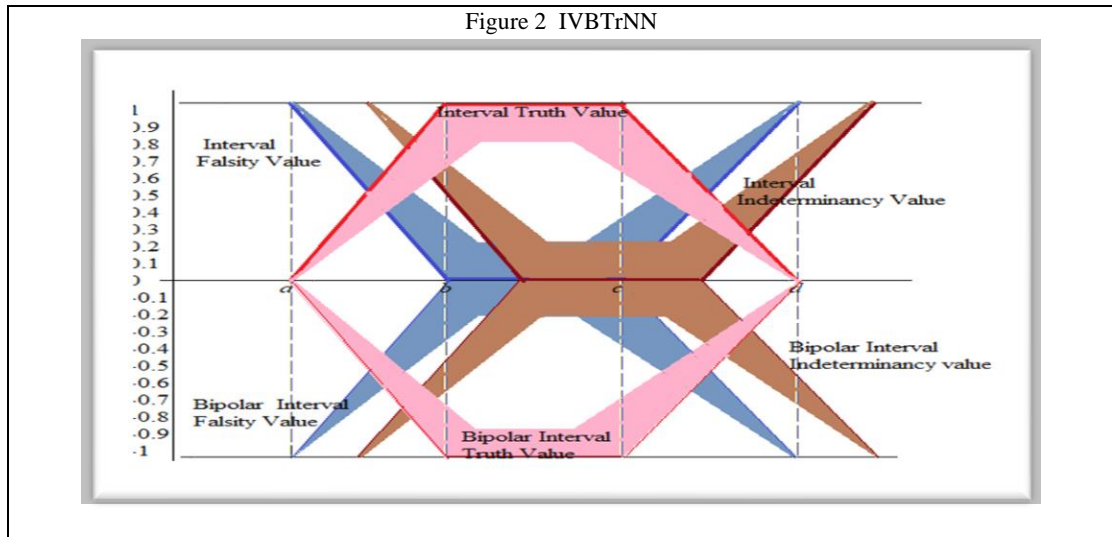 Figure 2 IVBTrNN
1
0.9
0.8
0.7
0.6
0.5
0.4
0.3
0.2
0.1
0
-0.1
-0.2
-0.3
-0.4
-0.5
-0.6
-0.7
-0.8
-0.9
-1
Interval Truth Value
Interval
Falsity Value
Interval
Indeterminancy Value
a
b
c
d
Bipolar Interval
Indeterminancy value
Bipolar Interval
Falsity Value
Bipolar Interval
Truth Value